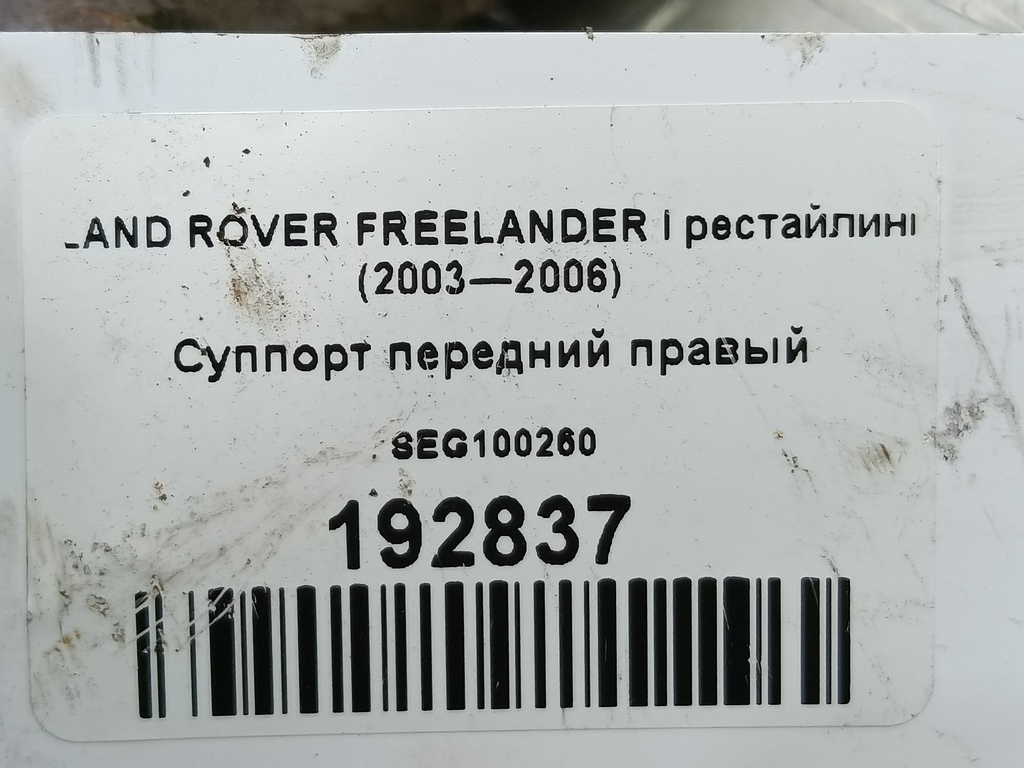 LAND ROVER FREELANDER I рестайлинг
(2003—2006)
Суппорт передний правый
SEG100260
192837